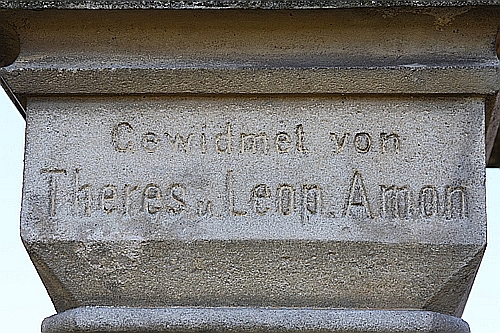 Gewidmet von
Theres. u. Leop. Amon